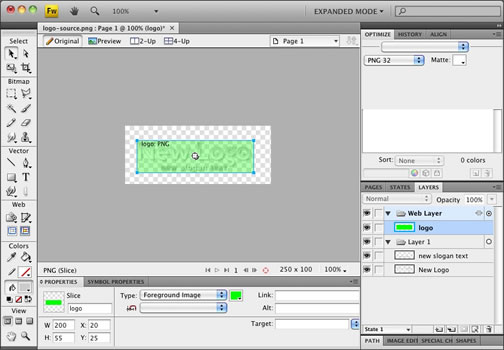 Fw
100%
EXPANDED MODE
logo-source.png : Page 1 @ 100% (logo)*
Original Preview 2-Up 4-Up Page 1
Select
Bitmap
Vector
Web
Colors
View
logo: PNG
New Logo
new slogan text
PNG (Slice) 1 250 x 100 100%
PROPERTIES SYMBOL PROPERTIES
Slice
logo
Type: Foreground Image
Link:
Alt:
Target:
W 200 X: 20
H: 55 Y: 25
OPTIMIZE HISTORY ALIGN
PNG 32 Matte:
Sort: None 0 colors
PAGES STATES LAYERS
Normal Opacity 100%
Web Layer
logo
Layer 1
new slogan text
New Logo
State 1
PATH IMAGE EDIT SPECIAL CH SHAPES